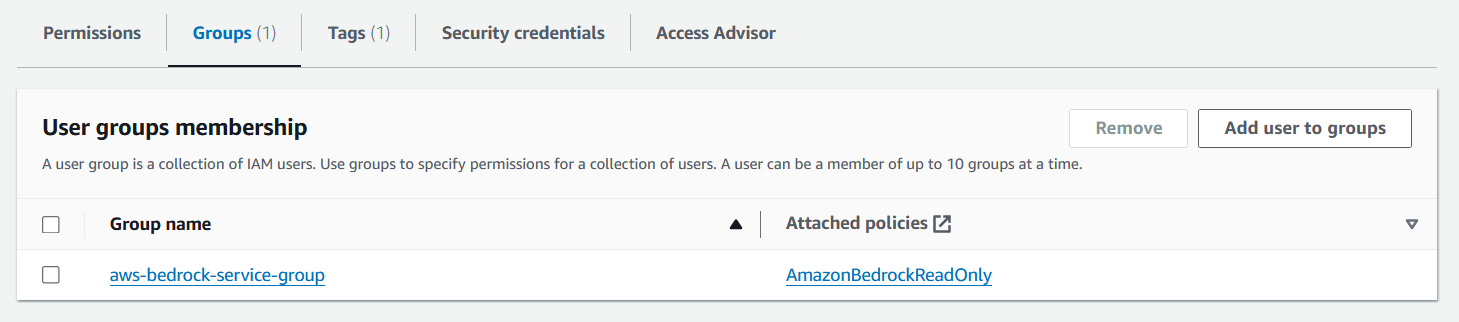 Permissions Groups (1) Tags (1) Security credentials Access Advisor
User groups membership Remove Add user to groups
A user group is a collection of IAM users. Use groups to specify permissions for a collection of users. A user can be a member of up to 10 groups at a time.
Group name Attached policies
aws-bedrock-service-group AmazonBedrockReadOnly